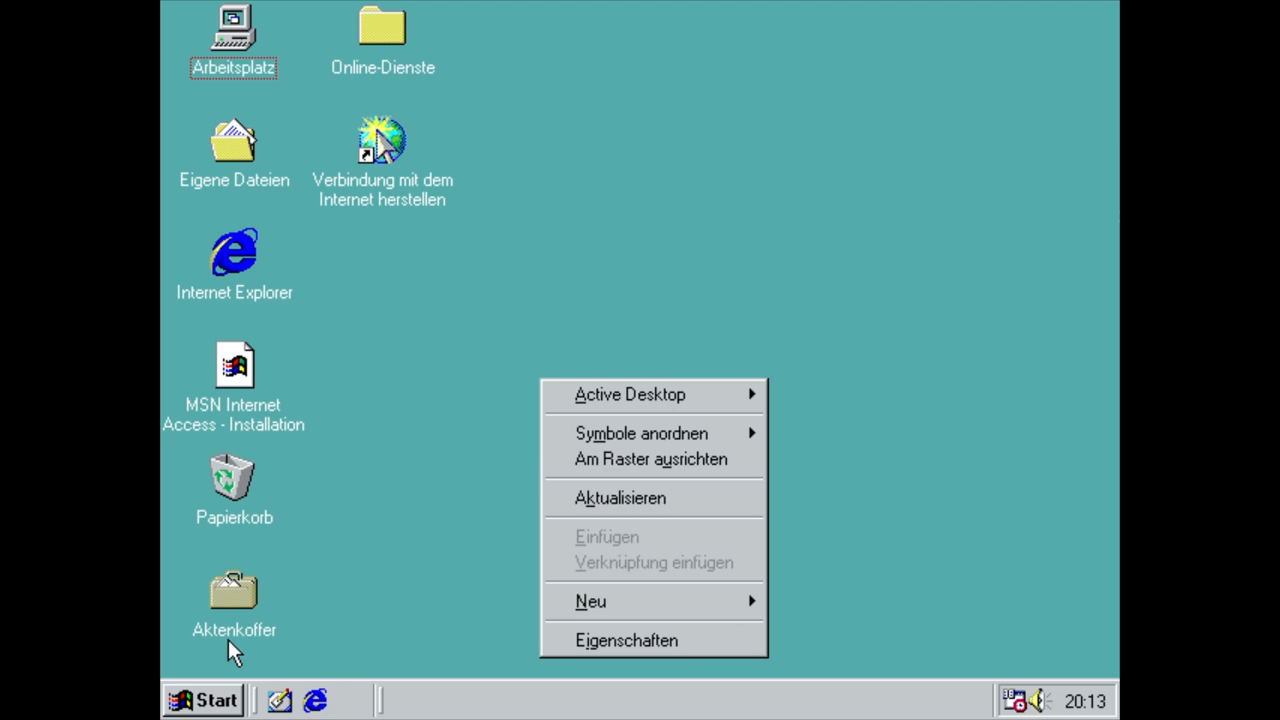 Arbeitsplatz
Online-Dienste
Eigene Dateien
Verbindung mit dem
Internet herstellen
Internet Explorer
MSN Internet
Access - Installation
Papierkorb
Aktenkoffer
Active Desktop
Symbole anordnen
Am Raster ausrichten
Aktualisieren
Einfügen
Verknüpfung einfügen
Neu
Eigenschaften
Start
20:13